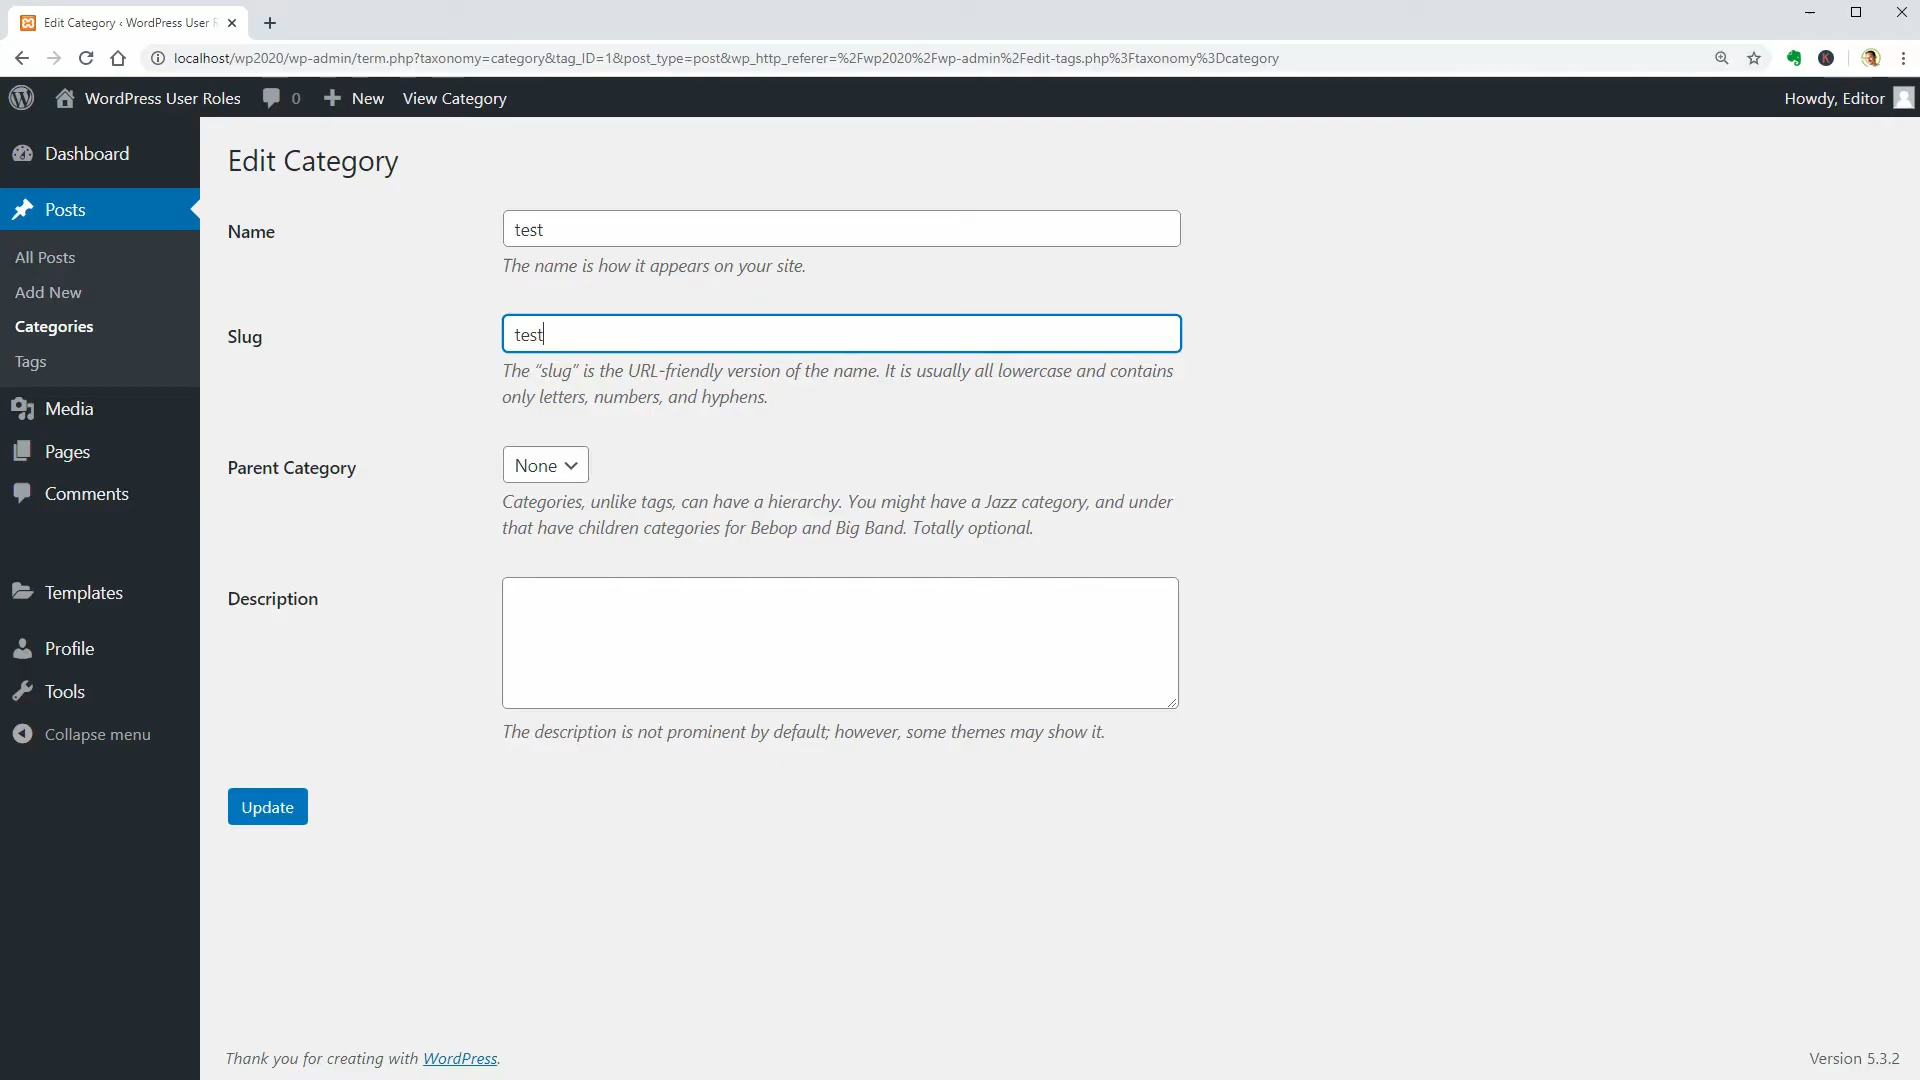 Edit Category ‹ WordPress User R
localhost/wp2020/wp-admin/term.php?taxonomy=category&tag_ID=1&post_type=post&wp_http_referer=%2Fwp2020%2Fwp-admin%2Fedit-tags.php%3Ftaxonomy%3Dcategory
K
WordPress User Roles 0 New View Category Howdy, Editor
Dashboard
Posts
All Posts
Add New
Categories
Tags
Media
Pages
Comments
Templates
Profile
Tools
Collapse menu
Edit Category
Name
test
The name is how it appears on your site.
Slug
test
The “slug” is the URL-friendly version of the name. It is usually all lowercase and contains
only letters, numbers, and hyphens.
Parent Category
None
Categories, unlike tags, can have a hierarchy. You might have a Jazz category, and under
that have children categories for Bebop and Big Band. Totally optional.
Description
The description is not prominent by default; however, some themes may show it.
Update
Thank you for creating with WordPress.
Version 5.3.2